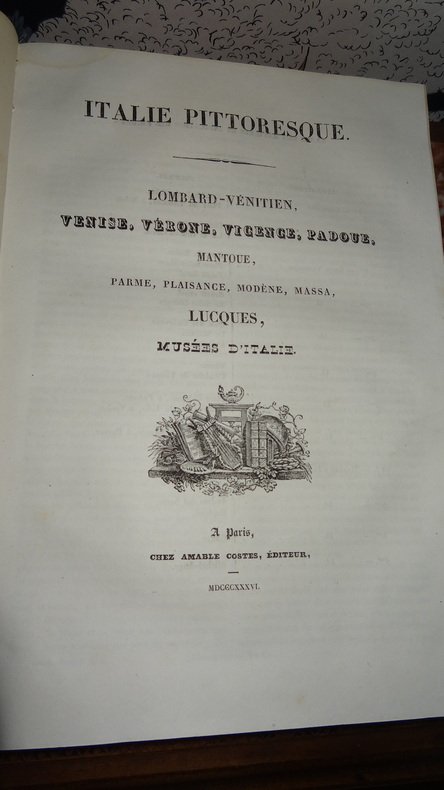 ITALIE PITTORESQUE.
LOMBARD-VÉNITIEN,
VENISE, VÉRONE, VICENCE, PADOUE,
MANTOUE,
PARME, PLAISANCE, MODÈNE, MASSA,
LUCQUES,
MUSÉES D'ITALIE.
A Paris,
CHEZ AMABLE COSTES, ÉDITEUR,
MDCCCXXXVI.